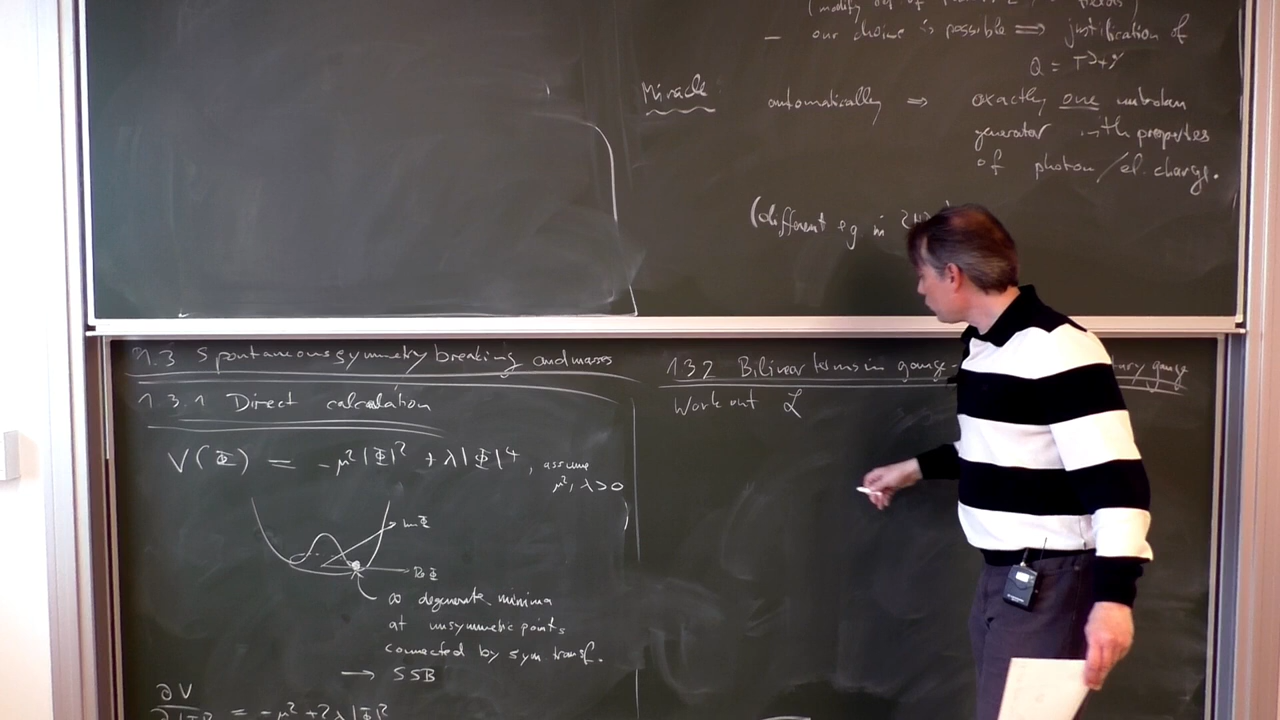 – our choice is possible ⟹ justification of
Miracle: automatically ⇒ exactly one unbroken
generator with properties
of photon/el. charge.
(different eg in
1.3 Spontaneous symmetry breaking and masses
1.3.1 Direct calculation
V(Φ) = -μ²|Φ|² + λ|Φ|⁴, assume
μ², λ>0
Im Φ
Re Φ
∞ degenerate minima
at unsymmetric points
connected by sym transf.
→ SSB
∂V
= -μ²+2λ|Φ|²
1.3.2 Bilinear terms in gauge- gauge
Work out ℒ